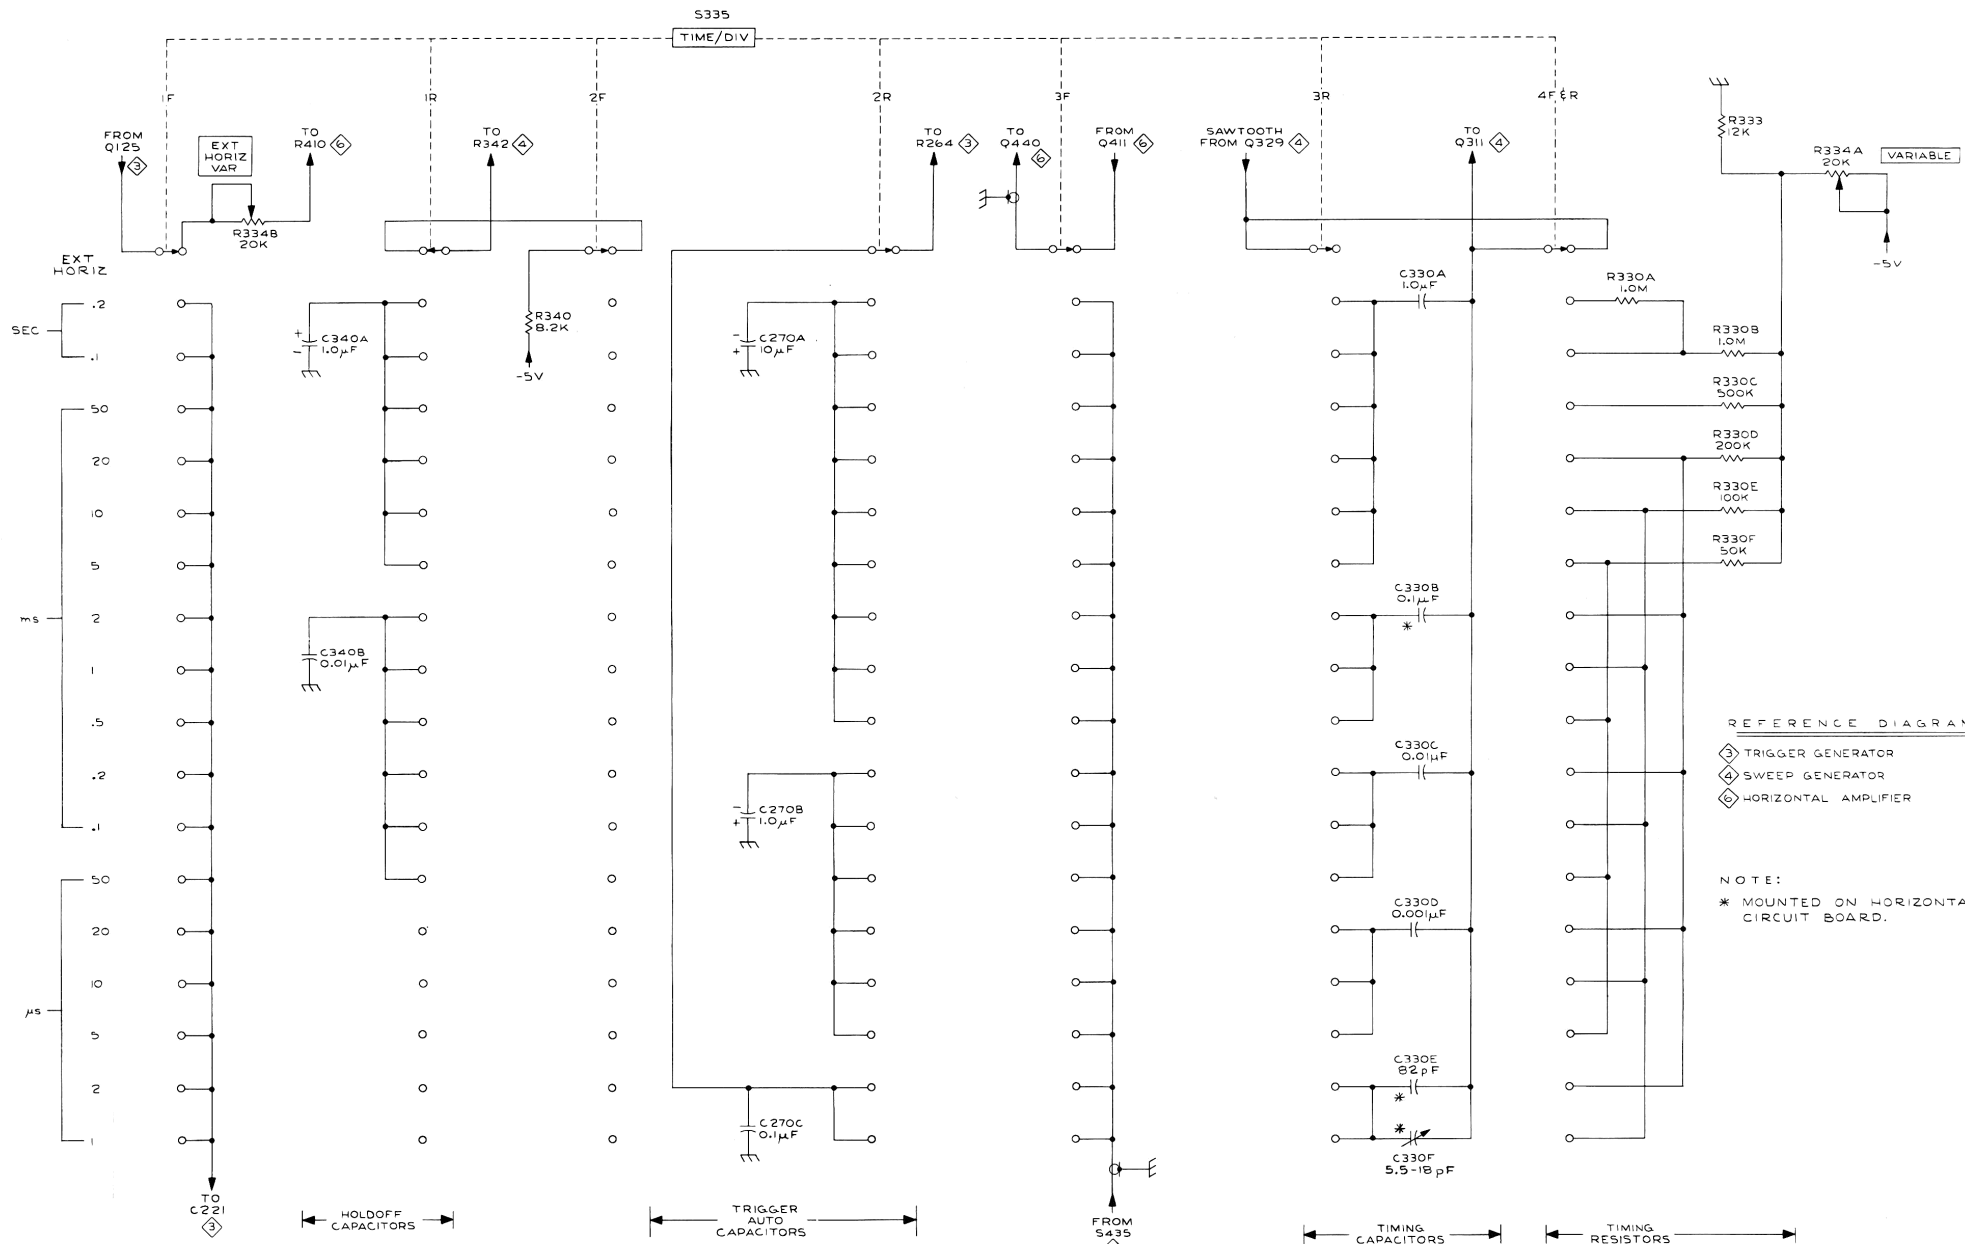 S335
TIME/DIV
1F
1R
2F
2R
3F
3R
4F & R
FROM
Q125
3
EXT
HORIZ
VAR
TO
R410 6
R334B
20K
TO
R342 4
TO
R264 3
TO
Q440
6
FROM
Q411 6
SAWTOOTH
FROM Q329 4
TO
Q311 4
R333
12K
R334A
20K
VARIABLE
-5V
EXT
HORIZ
SEC
.2
.1
ms
50
20
10
5
2
1
.5
.2
.1
µs
50
20
10
5
2
1
+
-
C340A
1.0µF
R340
8.2K
-5V
C340B
0.01µF
-
+
C270A
10µF
-
+
C270B
1.0µF
C270C
0.1µF
C330A
1.0µF
C330B
0.1µF
*
C330C
0.01µF
C330D
0.001µF
C330E
82pF
*
*
C330F
5.5-18pF
R330A
1.0M
R330B
1.0M
R330C
500K
R330D
200K
R330E
100K
R330F
50K
REFERENCE DIAGRA
3 TRIGGER GENERATOR
4 SWEEP GENERATOR
6 HORIZONTAL AMPLIFIER
NOTE:
* MOUNTED ON HORIZONTA
CIRCUIT BOARD.
TO
C221
3
HOLDOFF
CAPACITORS
TRIGGER
AUTO
CAPACITORS
FROM
S435
TIMING
CAPACITORS
TIMING
RESISTORS